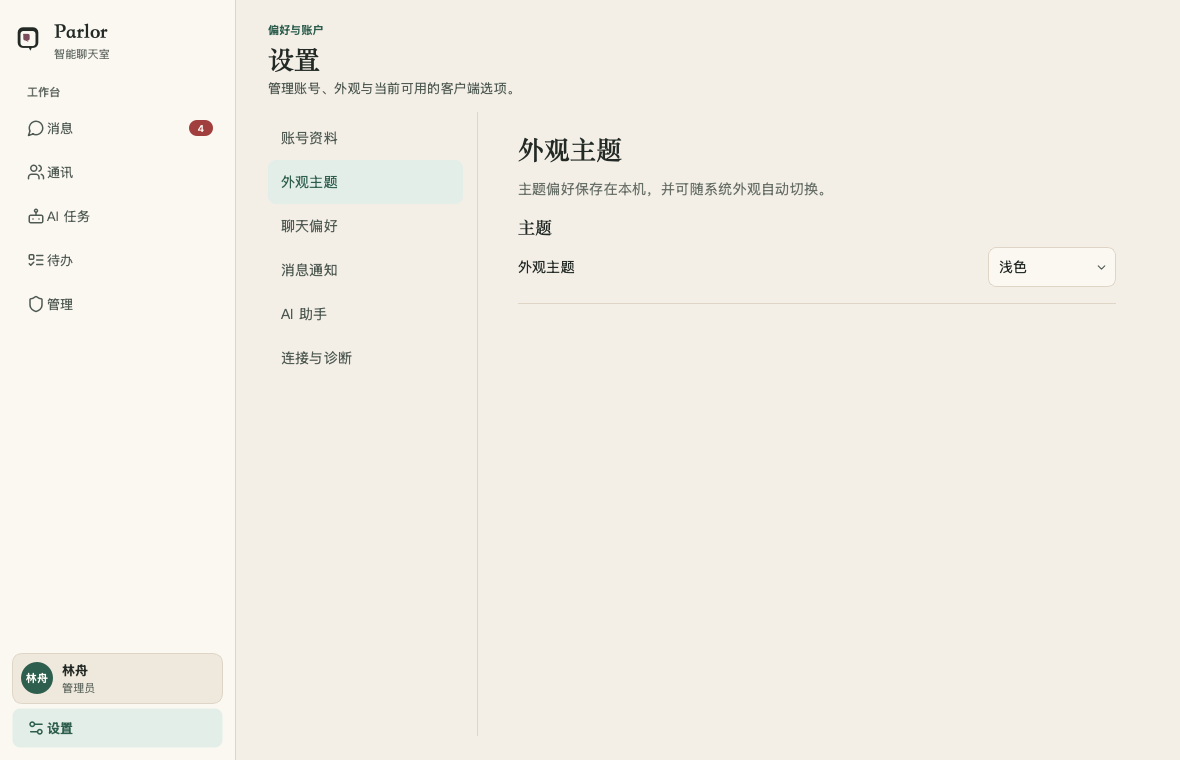 Parlor
智能聊天室
工作台
消息
4
通讯
AI 任务
待办
管理
林舟
林舟
管理员
设置
偏好与账户
设置
管理账号、外观与当前可用的客户端选项。
账号资料
外观主题
聊天偏好
消息通知
AI 助手
连接与诊断
外观主题
主题偏好保存在本机，并可随系统外观自动切换。
主题
外观主题
浅色